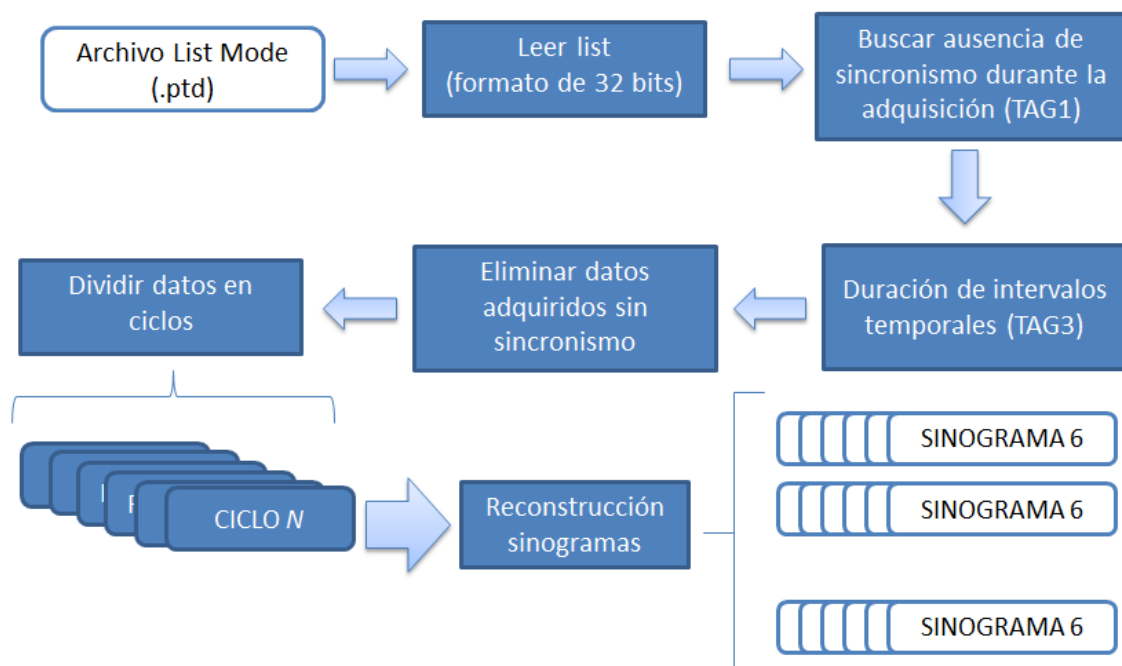 Archivo List Mode
(.ptd)
Leer list
(formato de 32 bits)
Buscar ausencia de
sincronismo durante la
adquisición (TAG1)
Duración de intervalos
temporales (TAG3)
Eliminar datos
adquiridos sin
sincronismo
Dividir datos en
ciclos
CICLO N
Reconstrucción
sinogramas
SINOGRAMA 6
SINOGRAMA 6
SINOGRAMA 6